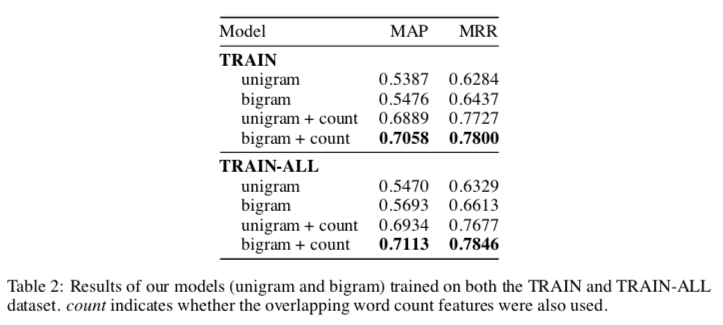 Model MAP MRR
TRAIN
unigram 0.5387 0.6284
bigram 0.5476 0.6437
unigram + count 0.6889 0.7727
bigram + count 0.7058 0.7800
TRAIN-ALL
unigram 0.5470 0.6329
bigram 0.5693 0.6613
unigram + count 0.6934 0.7677
bigram + count 0.7113 0.7846
Table 2: Results of our models (unigram and bigram) trained on both the TRAIN and TRAIN-ALL
dataset. count indicates whether the overlapping word count features were also used.